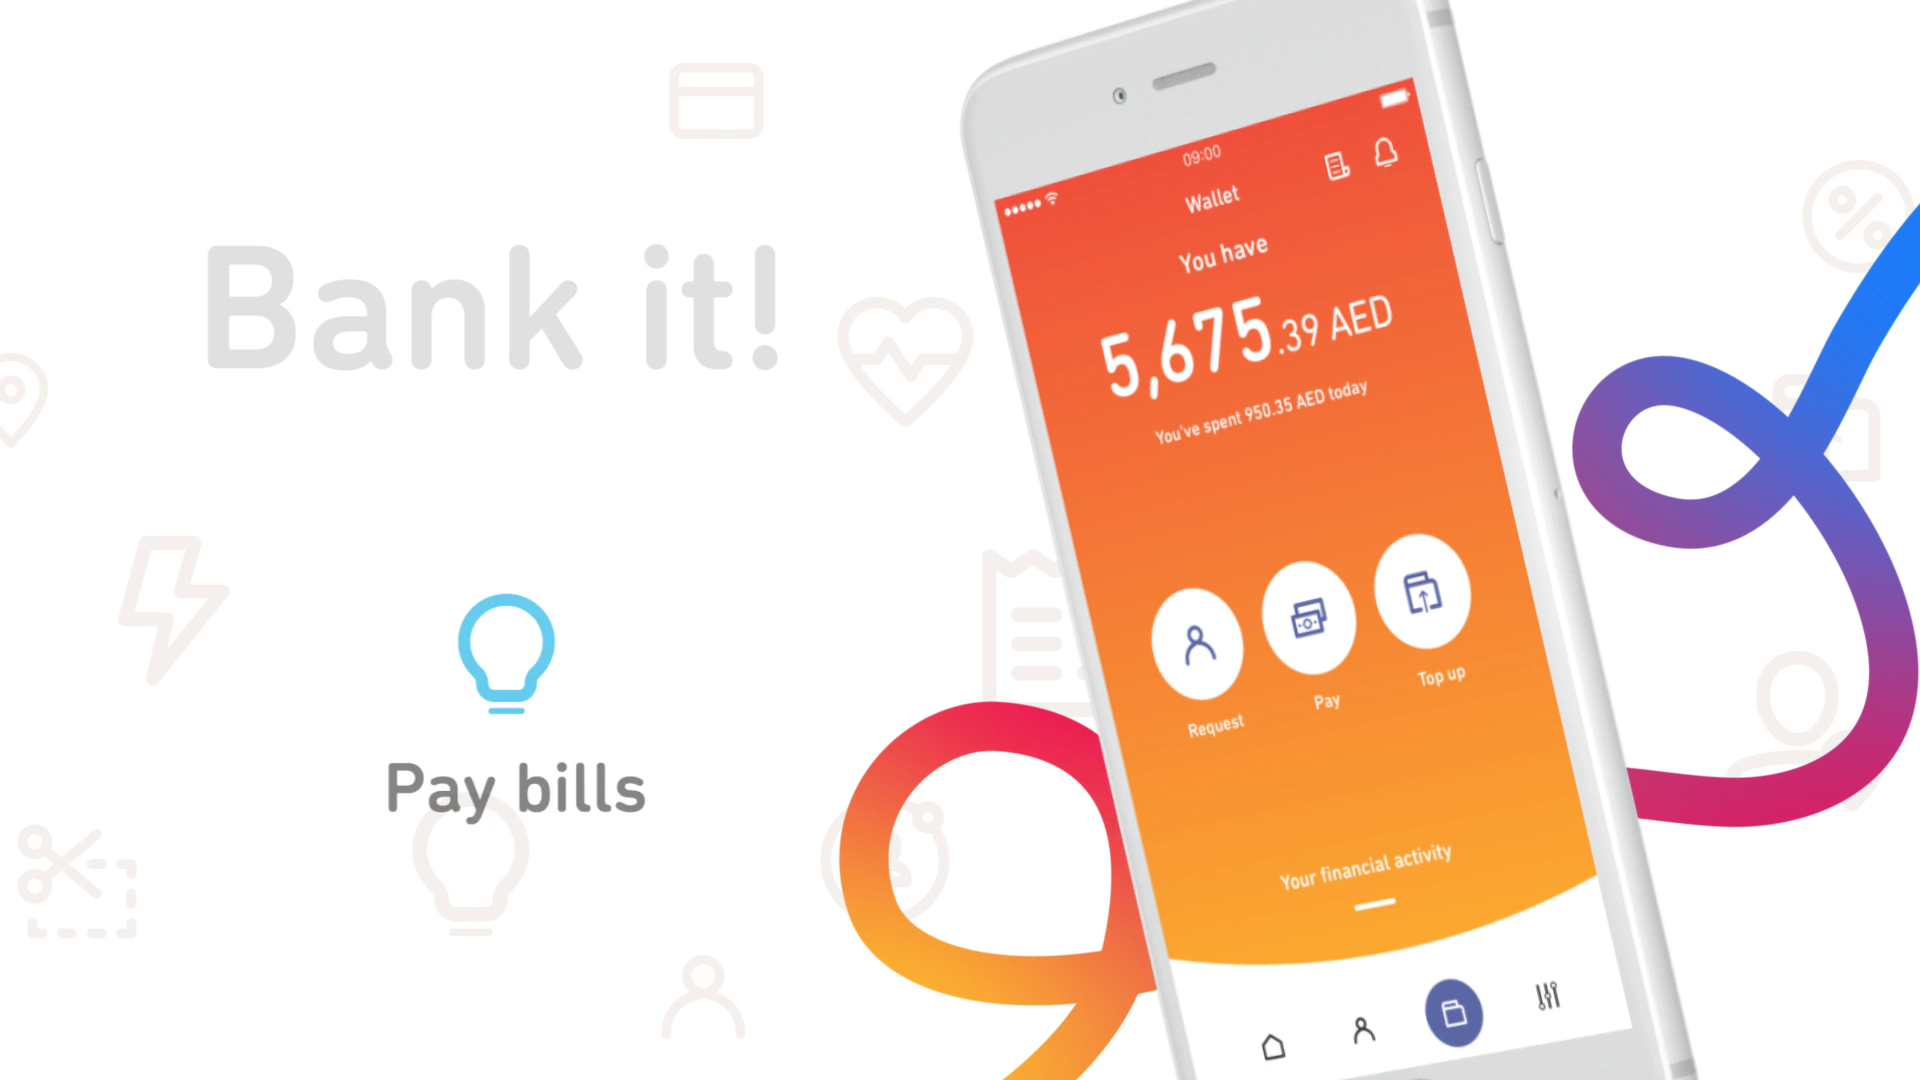 Bank it!
Pay bills
09:00
Wallet
You have
5,675.39 AED
You've spent 950.35 AED today
Request
Pay
Top up
Your financial activity